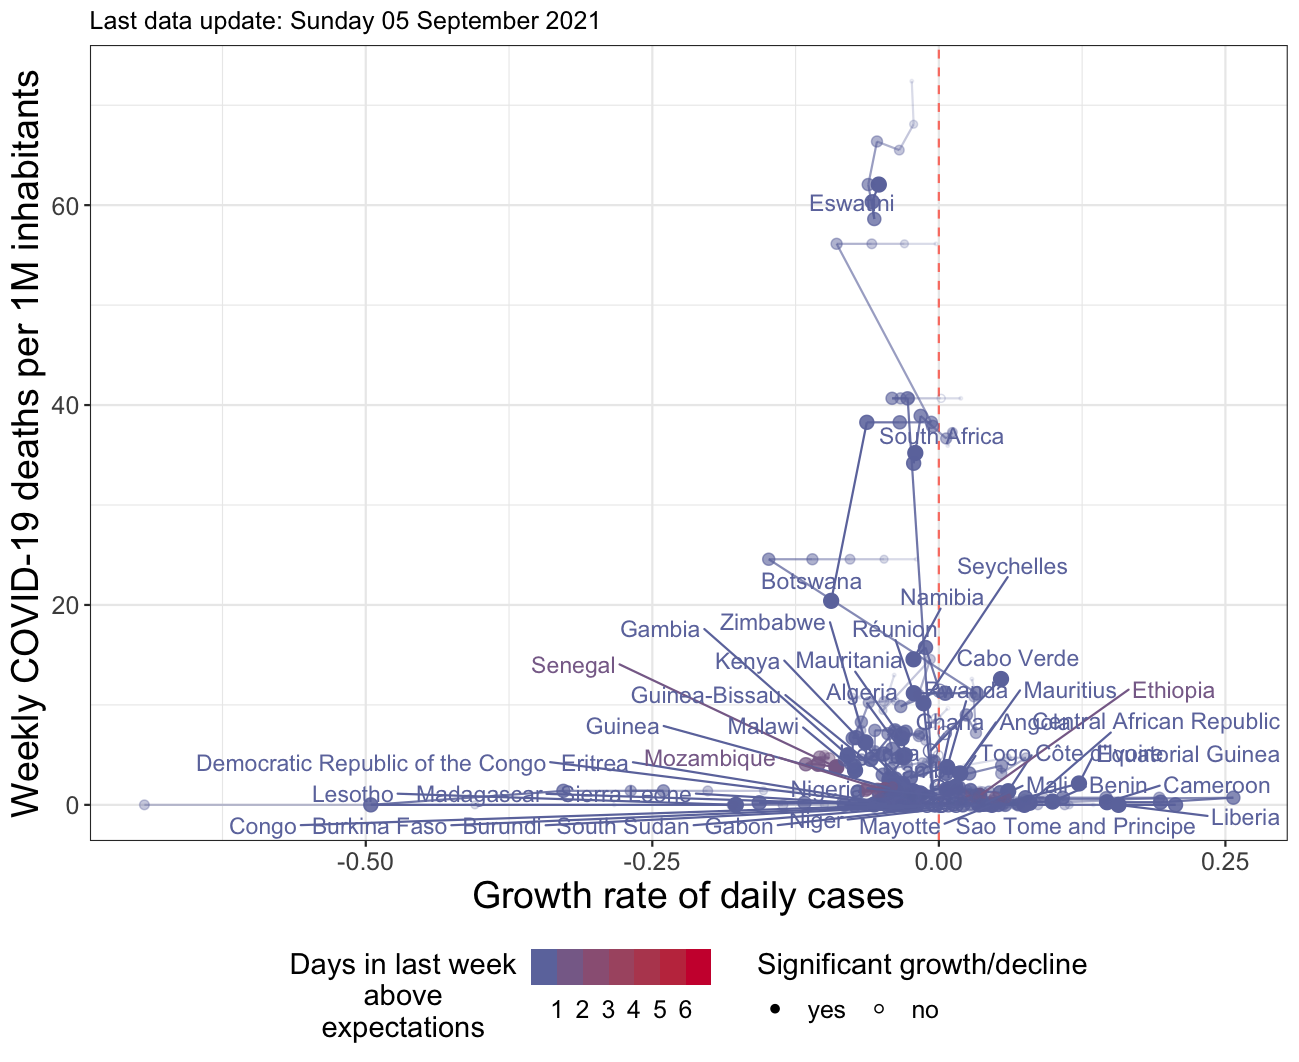 Last data update: Sunday 05 September 2021
Weekly COVID-19 deaths per 1M inhabitants
60
40
20
0
Eswatini
South Africa
Seychelles
Botswana
Namibia
Zimbabwe
Gambia
Réunion
Senegal
Kenya
Mauritania
Cabo Verde
Guinea-Bissau
Algeria
Rwanda
Mauritius
Ethiopia
Guinea
Malawi
Ghana
Angola
Central African Republic
Democratic Republic of the Congo
Eritrea
Mozambique
Togo
Côte d'Ivoire
Equatorial Guinea
Lesotho
Madagascar
Sierra Leone
Nigeria
Mali
Benin
Cameroon
Congo
Burkina Faso
Burundi
South Sudan
Gabon
Niger
Mayotte
Sao Tome and Principe
Liberia
-0.50
-0.25
0.00
0.25
Growth rate of daily cases
Days in last week
above
expectations
1 2 3 4 5 6
Significant growth/decline
yes
no